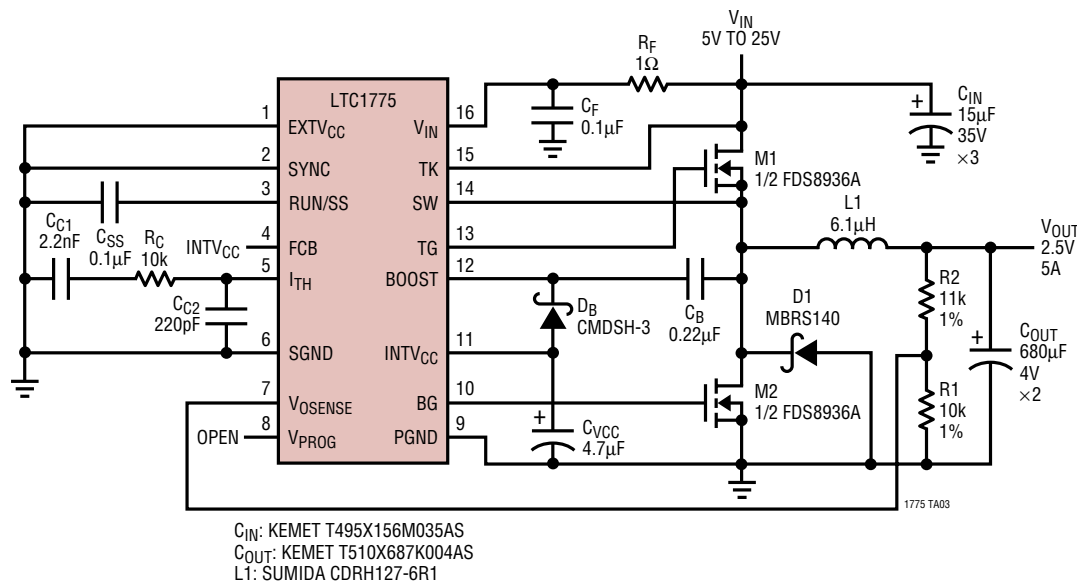 V_IN
5V TO 25V
R_F
1Ω
C_F
0.1µF
+
C_IN
15µF
35V
×3
LTC1775
1
EXTV_CC
2
SYNC
3
RUN/SS
4
FCB
5
I_TH
6
SGND
7
V_OSENSE
8
V_PROG
16
V_IN
15
TK
14
SW
13
TG
12
BOOST
11
INTV_CC
10
BG
9
PGND
C_C1
2.2nF
C_SS
0.1µF
R_C
10k
INTV_CC
C_C2
220pF
OPEN
M1
1/2 FDS8936A
L1
6.1µH
V_OUT
2.5V
5A
D_B
CMDSH-3
C_B
0.22µF
D1
MBRS140
R2
11k
1%
+
C_OUT
680µF
4V
×2
M2
1/2 FDS8936A
R1
10k
1%
+
C_VCC
4.7µF
1775 TA03
C_IN: KEMET T495X156M035AS
C_OUT: KEMET T510X687K004AS
L1: SUMIDA CDRH127-6R1